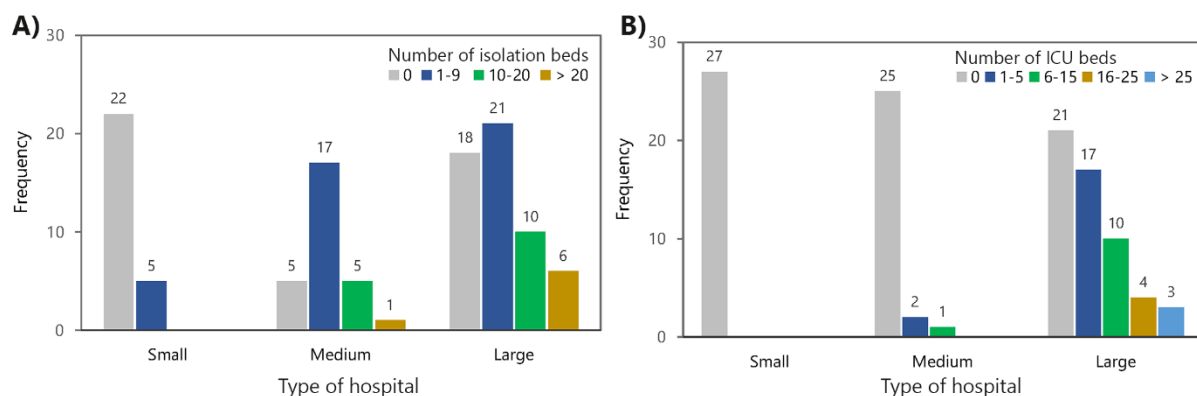 A)
30
20
10
0
Frequency
Number of isolation beds
0 1-9 10-20 > 20
22
5
5
17
5
1
18
21
10
6
Small Medium Large
Type of hospital
B)
30
20
10
0
Frequency
Number of ICU beds
0 1-5 6-15 16-25 > 25
27
25
2
1
21
17
10
4
3
Small Medium Large
Type of hospital